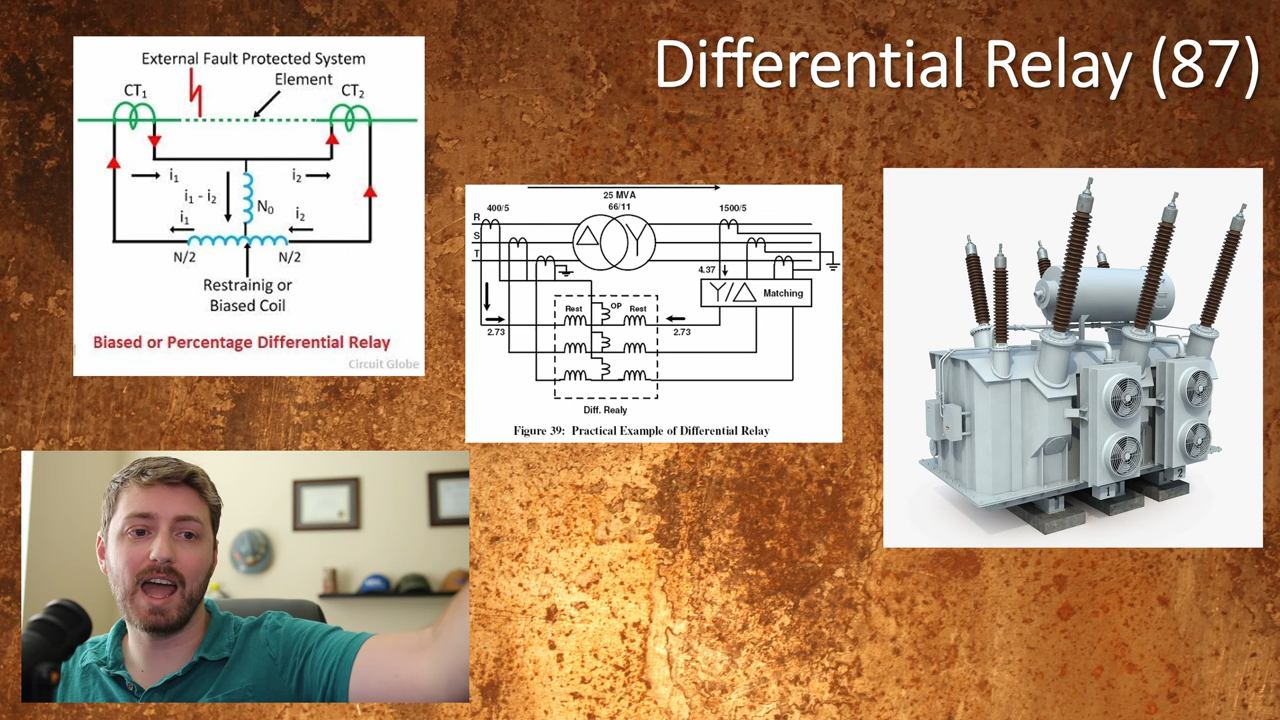 Differential Relay (87)
External Fault Protected System
Element
CT₁
CT₂
i₁
i₂
i₁ - i₂
N₀
i₁
i₂
N/2
N/2
Restrainig or
Biased Coil
Biased or Percentage Differential Relay
Circuit Globe
25 MVA
66/11
400/5
1500/5
R
S
T
4.37
Y/△
Matching
Rest
OP
Rest
2.73
2.73
Diff. Realy
Figure 39: Practical Example of Differential Relay
1
2